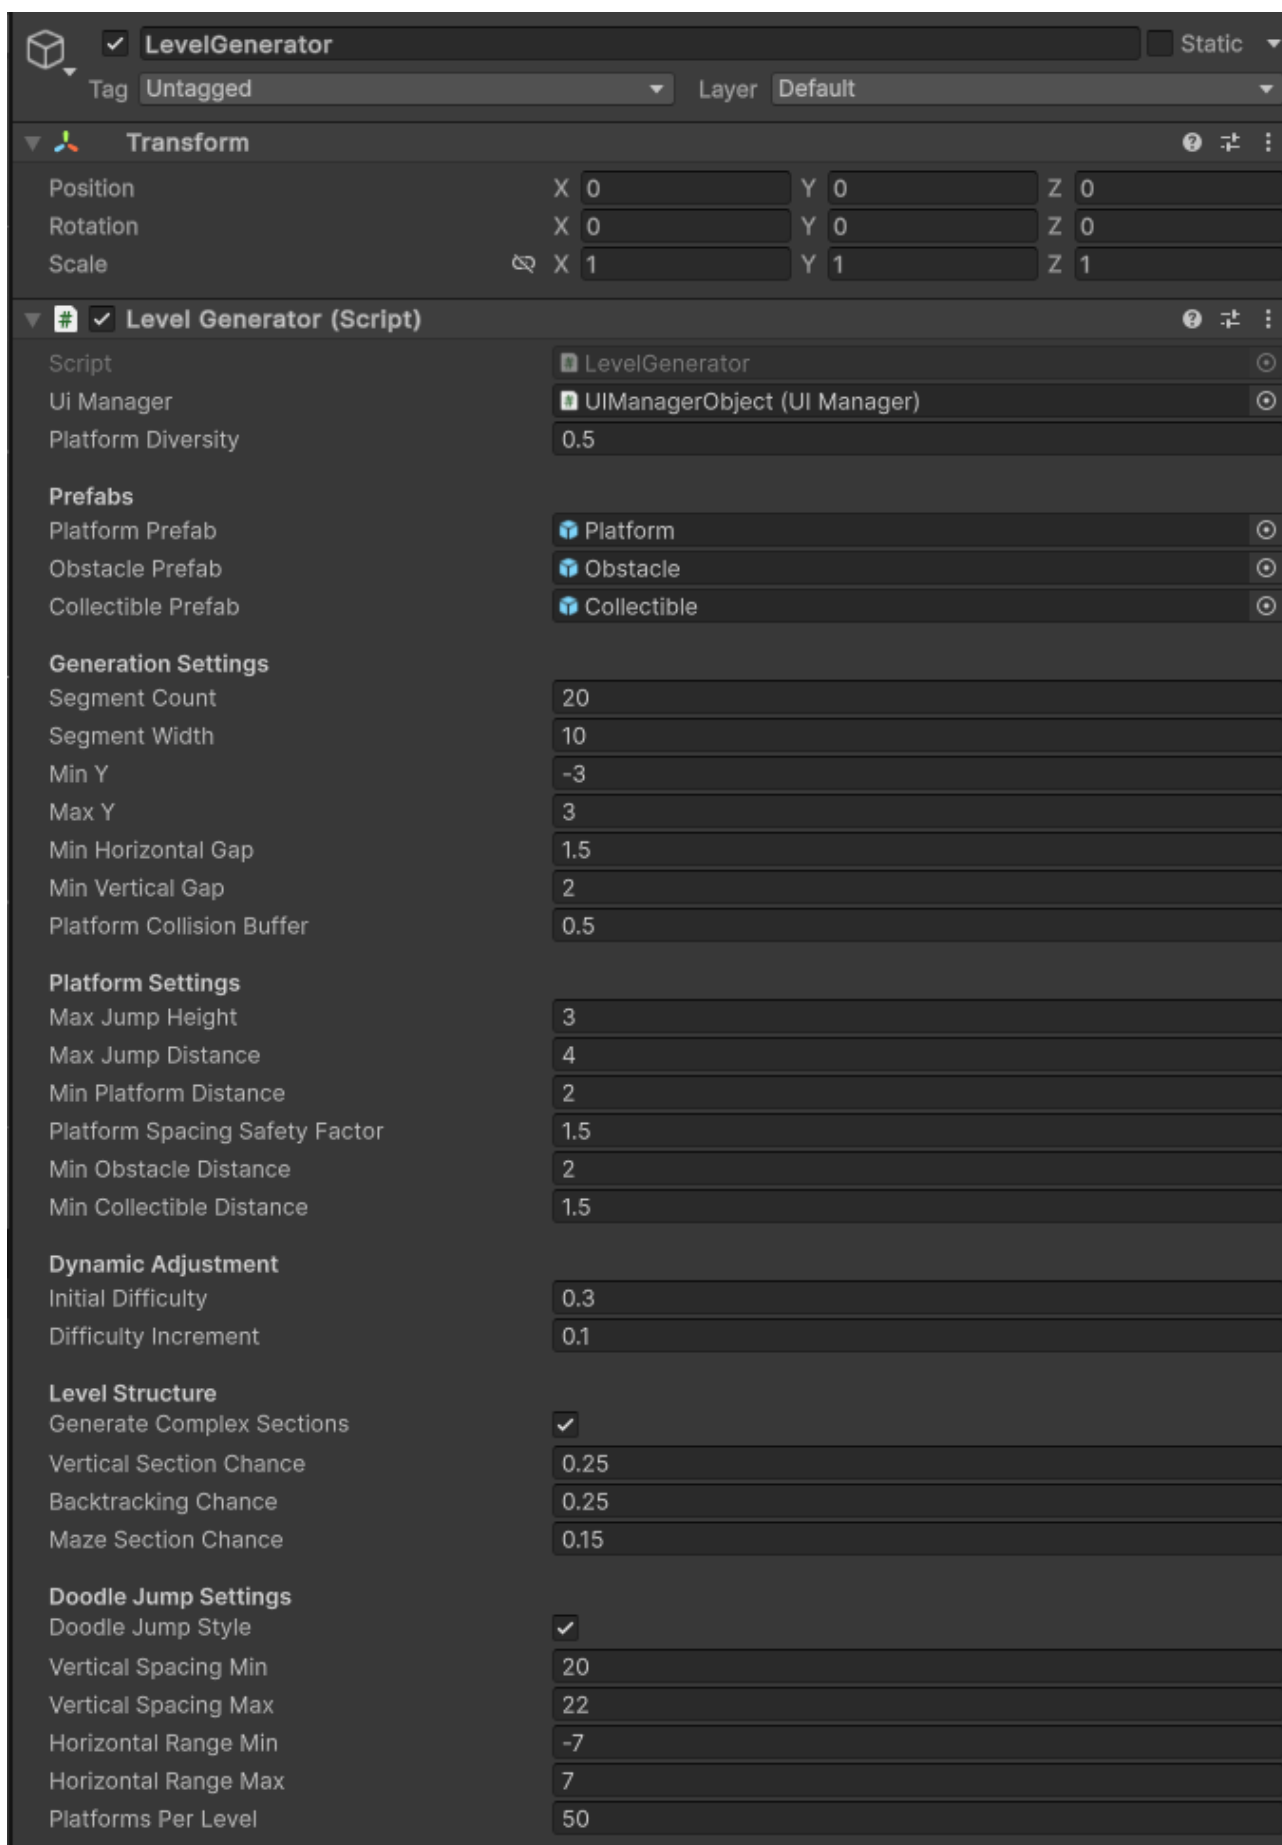 LevelGenerator Static
Tag Untagged Layer Default
Transform
Position X 0 Y 0 Z 0
Rotation X 0 Y 0 Z 0
Scale X 1 Y 1 Z 1
# Level Generator (Script)
Script # LevelGenerator
Ui Manager # UIManagerObject (UI Manager)
Platform Diversity 0.5
Prefabs
Platform Prefab Platform
Obstacle Prefab Obstacle
Collectible Prefab Collectible
Generation Settings
Segment Count 20
Segment Width 10
Min Y -3
Max Y 3
Min Horizontal Gap 1.5
Min Vertical Gap 2
Platform Collision Buffer 0.5
Platform Settings
Max Jump Height 3
Max Jump Distance 4
Min Platform Distance 2
Platform Spacing Safety Factor 1.5
Min Obstacle Distance 2
Min Collectible Distance 1.5
Dynamic Adjustment
Initial Difficulty 0.3
Difficulty Increment 0.1
Level Structure
Generate Complex Sections
Vertical Section Chance 0.25
Backtracking Chance 0.25
Maze Section Chance 0.15
Doodle Jump Settings
Doodle Jump Style
Vertical Spacing Min 20
Vertical Spacing Max 22
Horizontal Range Min -7
Horizontal Range Max 7
Platforms Per Level 50